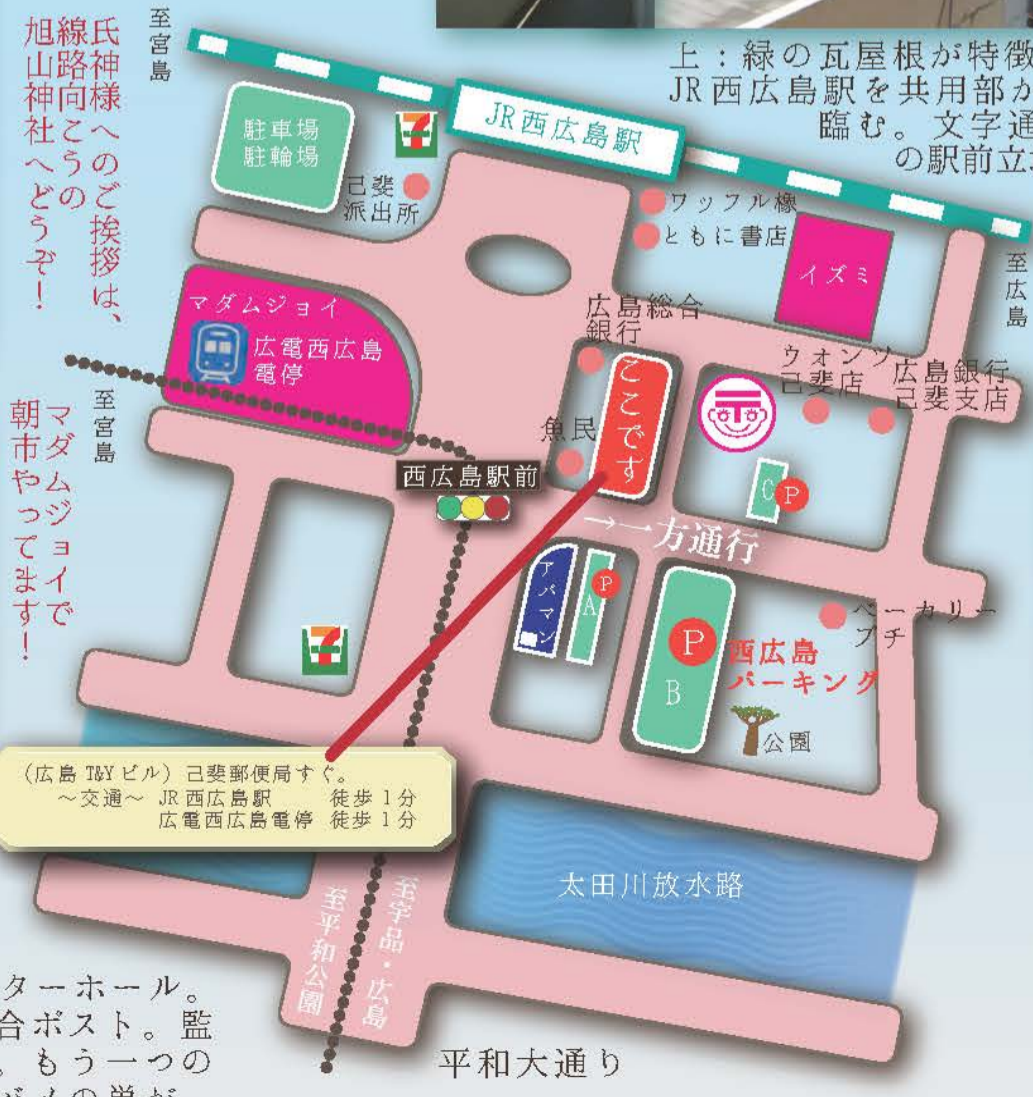 氏神様へのご挨拶は、
線路向こうの
旭山神社へどうぞ!
至宮島
上:緑の瓦屋根が特徴
JR西広島駅を共用部か
臨む。文字通
の駅前立
JR西広島駅
駐車場
駐輪場
7
己斐
派出所
ワッフル橡
ともに書店
イズミ
至広島
マダムジョイ
広電西広島
電停
広島総合
銀行
ここです
魚民
ウォンツ
己斐店
広島銀行
己斐支店
C P
至宮島
マダムジョイで
朝市やってます!
西広島駅前
→一方通行
アパマン
P
A
P
B
西広島
パーキング
ベーカリー
プチ
公園
7
(広島 T&Yビル)己斐郵便局すぐ。
~交通~ JR西広島駅 徒歩1分
広電西広島電停 徒歩1分
太田川放水路
至宇品・広島
至平和公園
平和大通り
ターホール。
合ポスト。監
。もう一つの